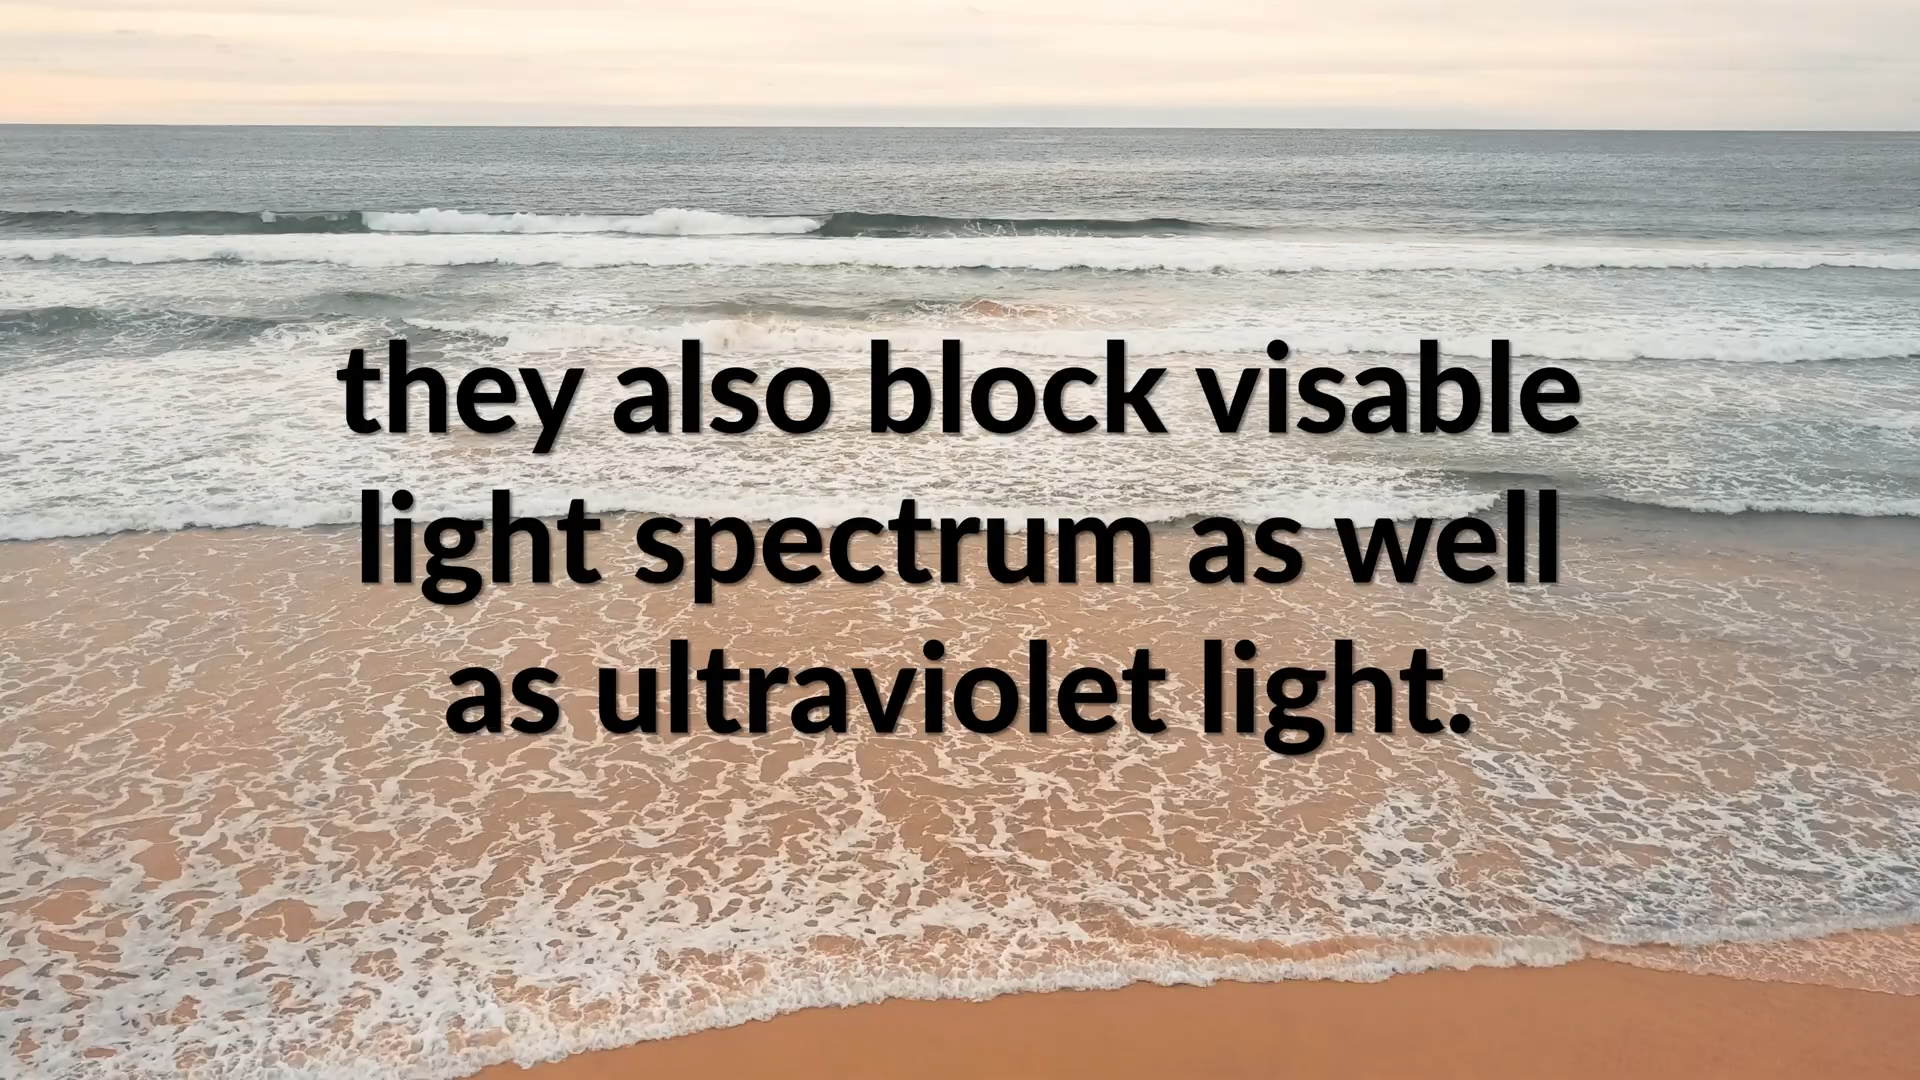 they also block visable
light spectrum as well
as ultraviolet light.